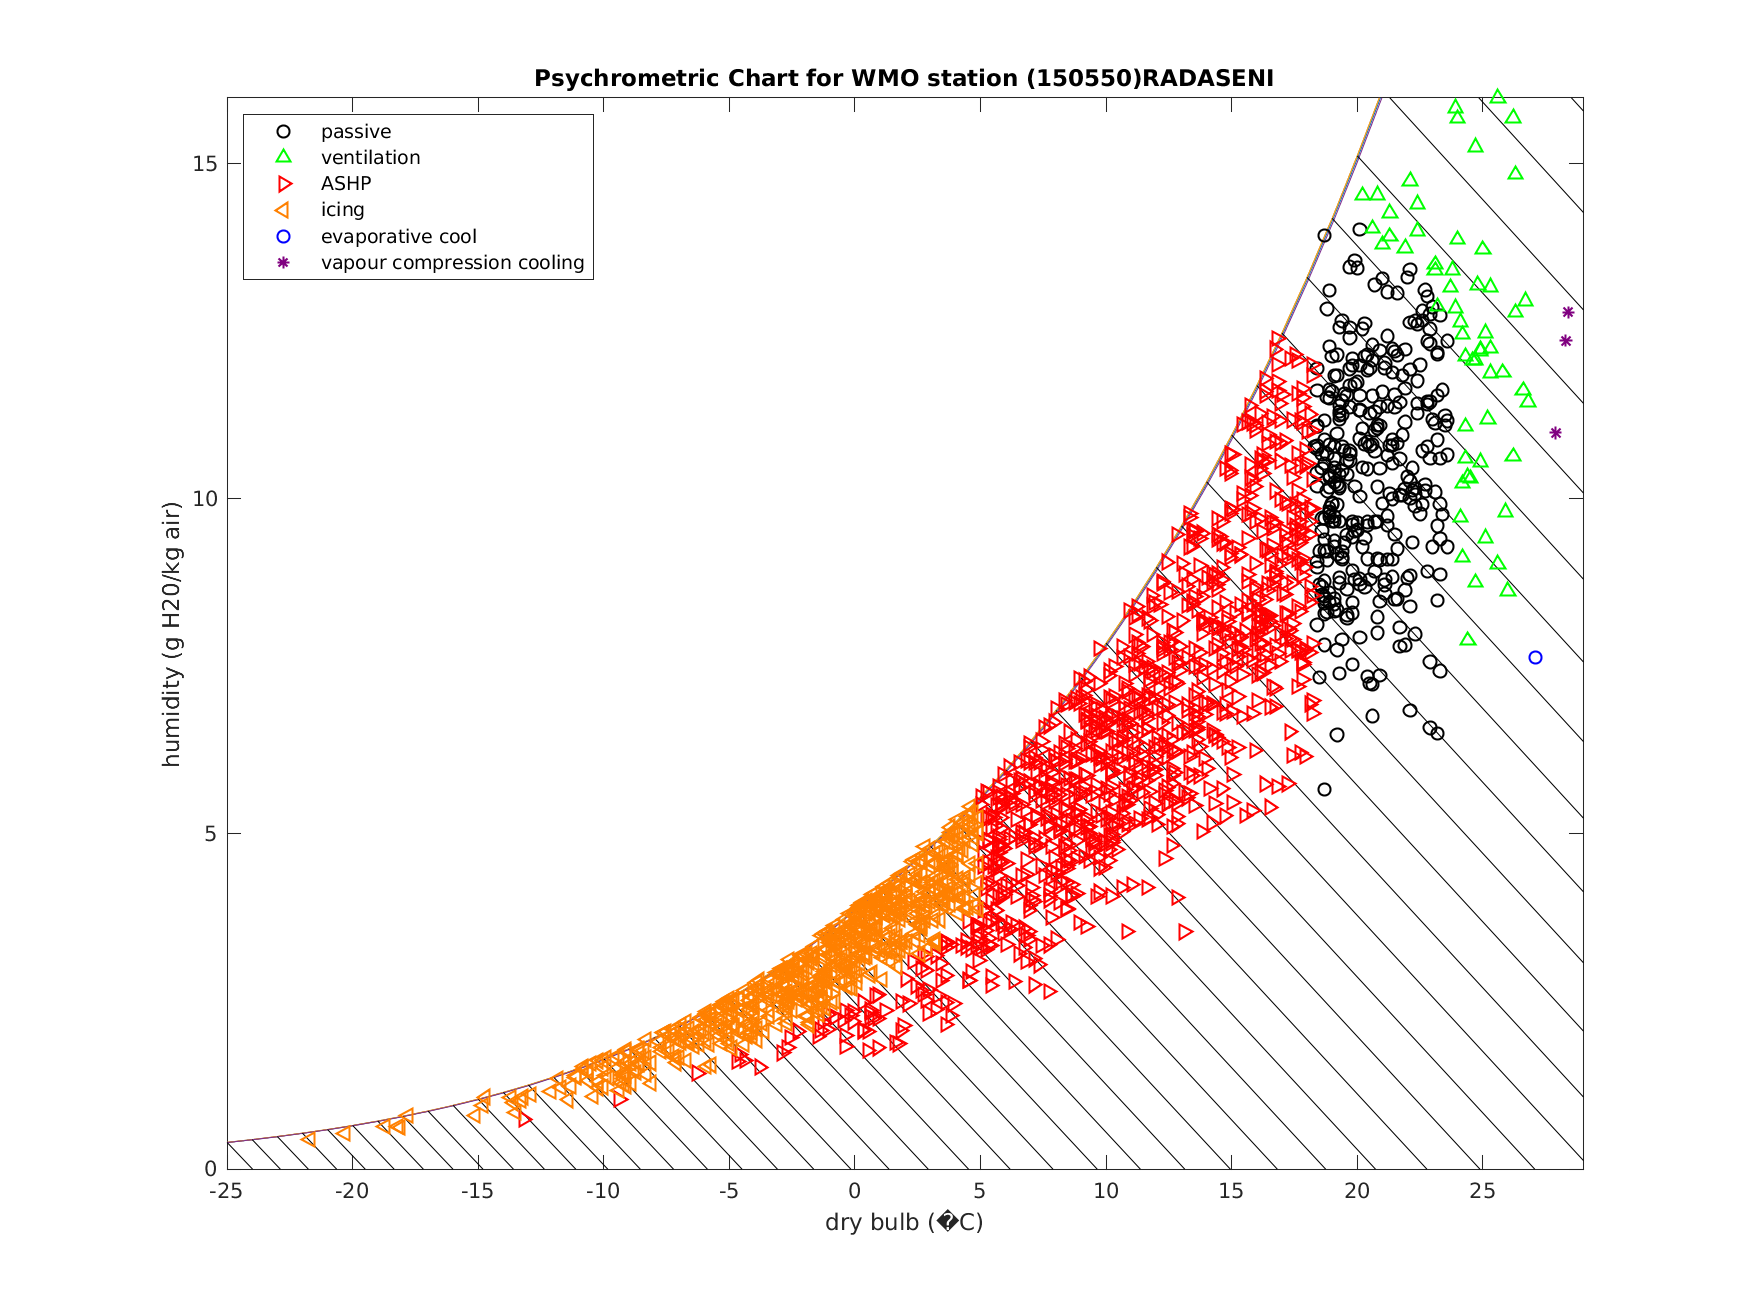 Psychrometric Chart for WMO station (150550)RADASENI
passive
ventilation
ASHP
icing
evaporative cool
vapour compression cooling
humidity (g H20/kg air)
15
10
5
0
-25 -20 -15 -10 -5 0 5 10 15 20 25
dry bulb (�C)